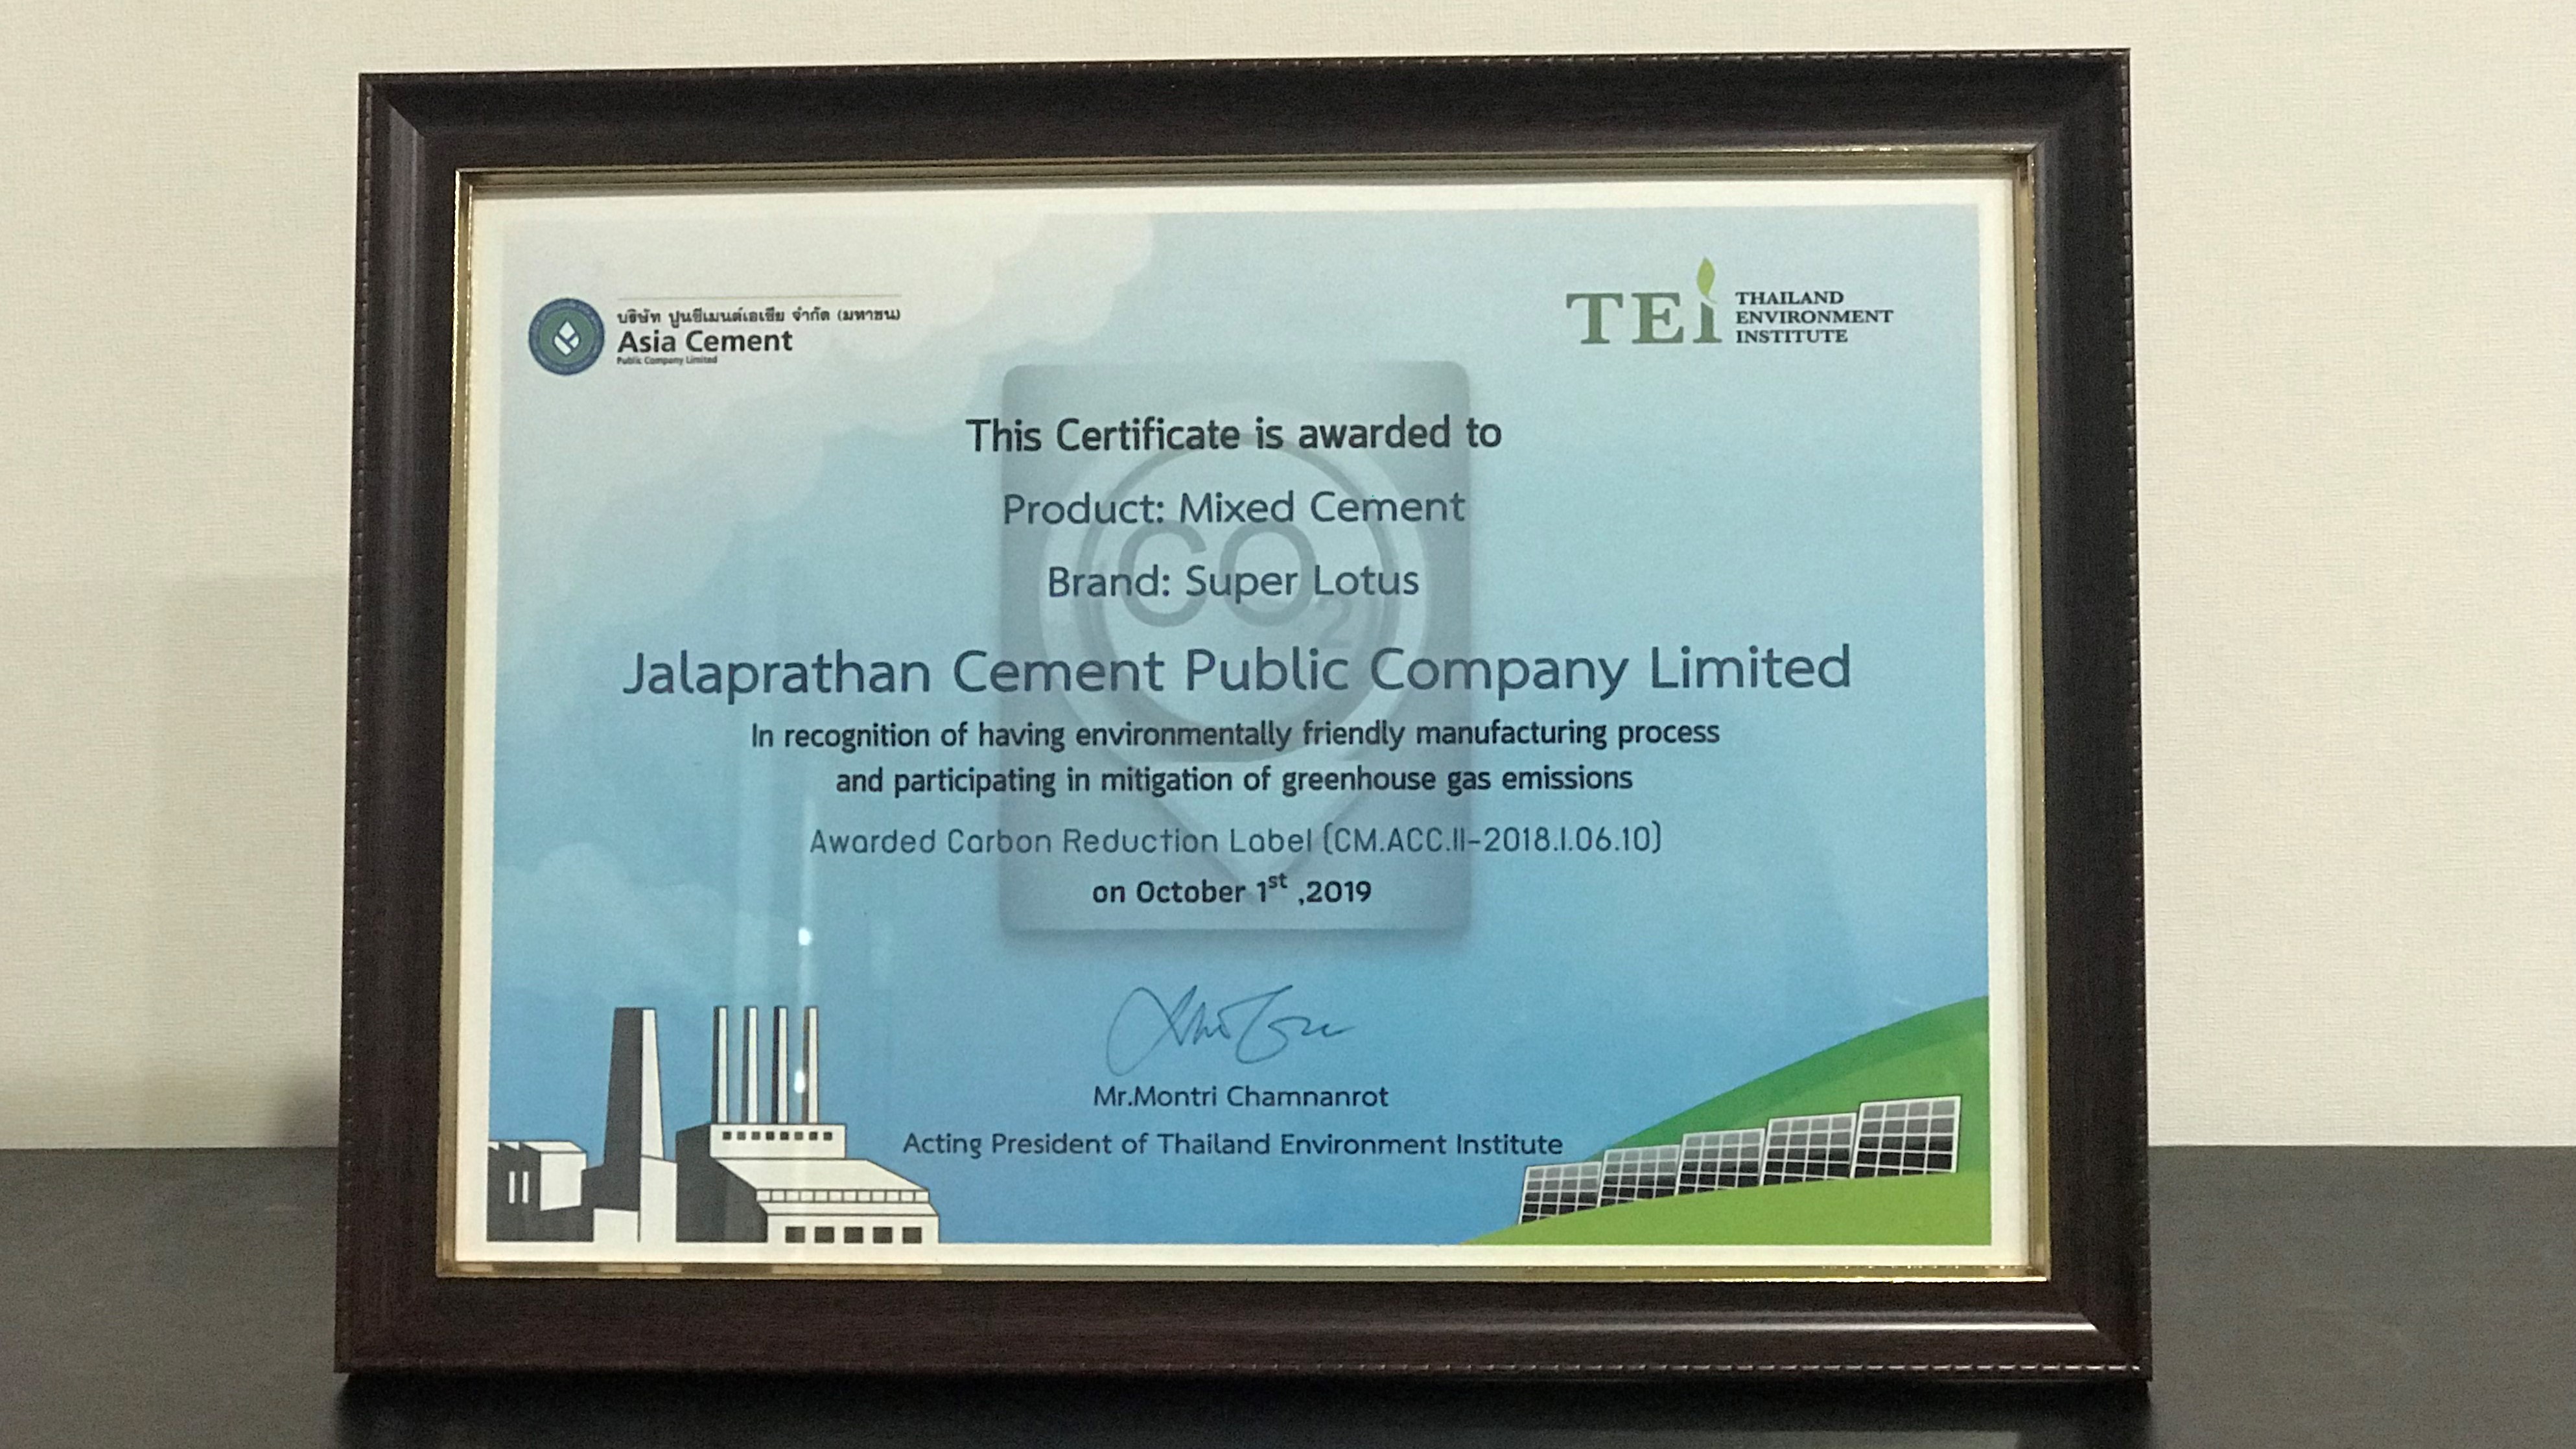 บริษัท ปูนซีเมนต์เอเซีย จำกัด (มหาชน)
Asia Cement
Public Company Limited
TEi THAILAND
ENVIRONMENT
INSTITUTE
This Certificate is awarded to
Product: Mixed Cement
Brand: Super Lotus
CO2
Jalaprathan Cement Public Company Limited
In recognition of having environmentally friendly manufacturing process
and participating in mitigation of greenhouse gas emissions
Awarded Carbon Reduction Label (CM.ACC.II-2018.I.06.10)
on October 1st ,2019
Mr.Montri Chamnanrot
Acting President of Thailand Environment Institute